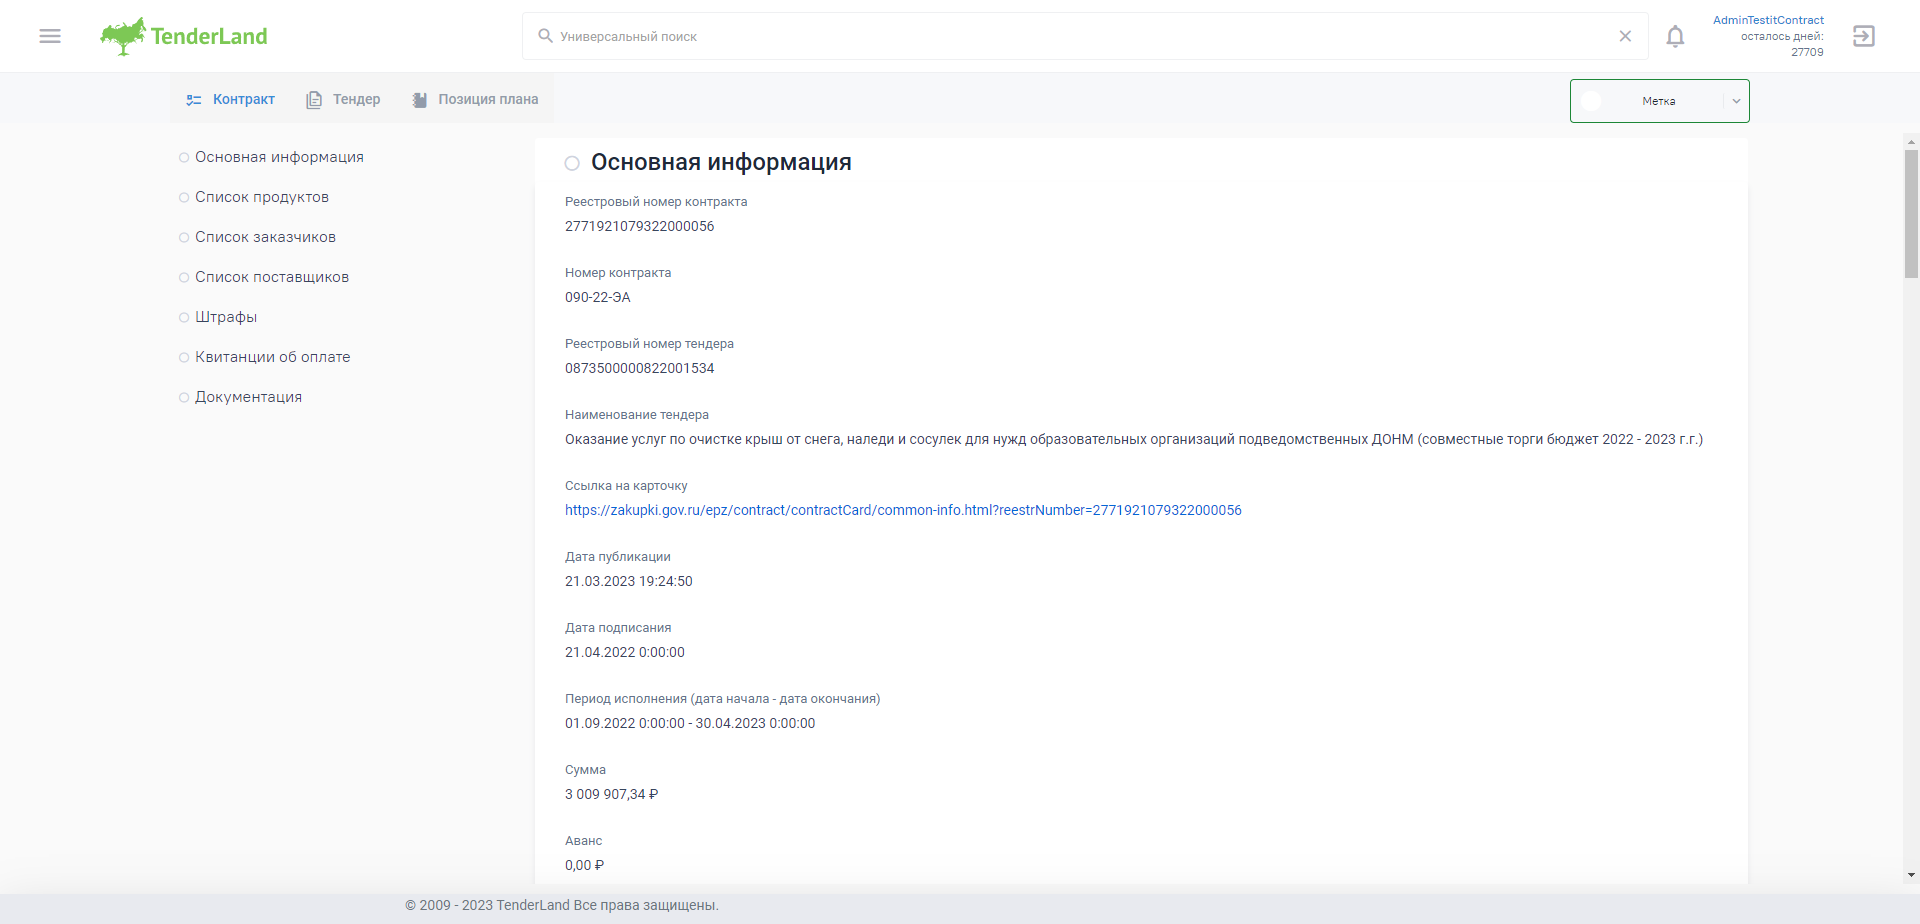 TenderLand
Универсальный поиск
AdminTestitContract
осталось дней:
27709
Контракт
Тендер
Позиция плана
Метка
Основная информация
Список продуктов
Список заказчиков
Список поставщиков
Штрафы
Квитанции об оплате
Документация
Основная информация
Реестровый номер контракта
2771921079322000056
Номер контракта
090-22-ЭА
Реестровый номер тендера
0873500000822001534
Наименование тендера
Оказание услуг по очистке крыш от снега, наледи и сосулек для нужд образовательных организаций подведомственных ДОНМ (совместные торги бюджет 2022 - 2023 г.г.)
Ссылка на карточку
https://zakupki.gov.ru/epz/contract/contractCard/common-info.html?reestrNumber=2771921079322000056
Дата публикации
21.03.2023 19:24:50
Дата подписания
21.04.2022 0:00:00
Период исполнения (дата начала - дата окончания)
01.09.2022 0:00:00 - 30.04.2023 0:00:00
Сумма
3 009 907,34 ₽
Аванс
0,00 ₽
© 2009 - 2023 TenderLand Все права защищены.